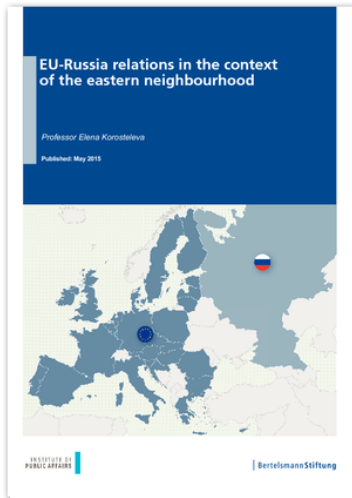 EU-Russia relations in the context
of the eastern neighbourhood
Professor Elena Korosteleva
Published: May 2015
INSTITUTE OF
PUBLIC AFFAIRS
BertelsmannStiftung